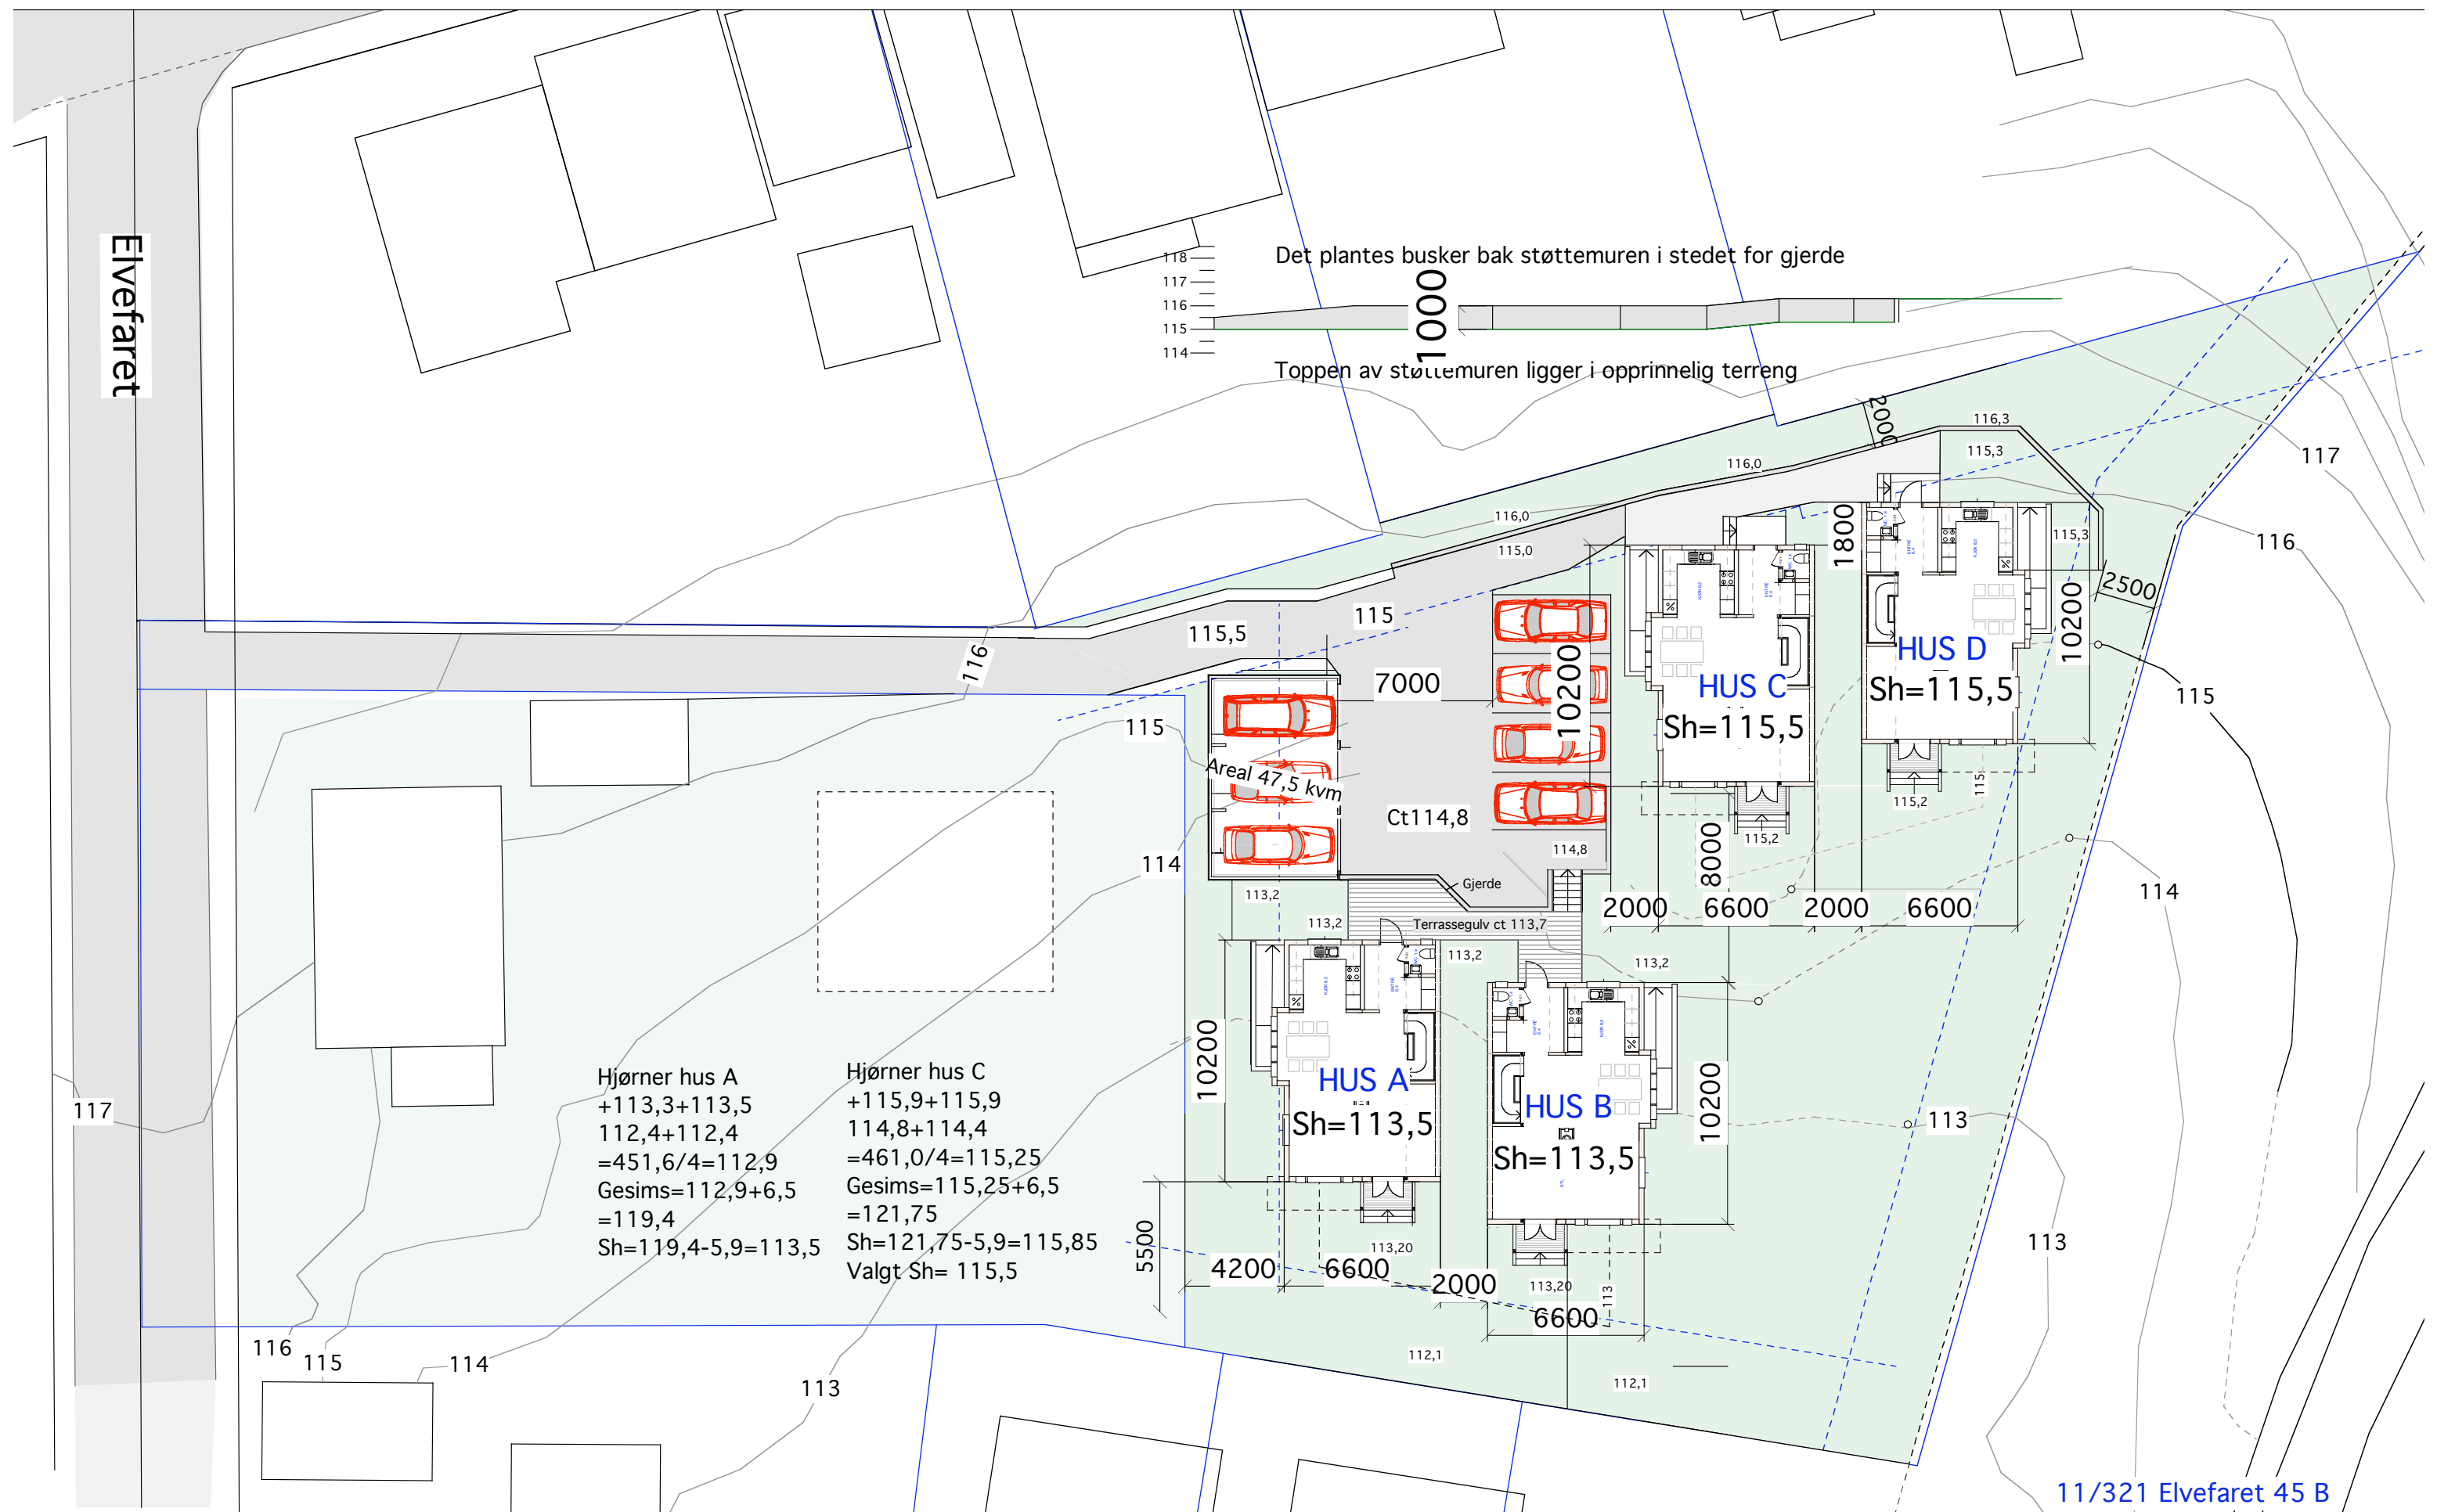 Elvefaret
118
117
116
115
114
Det plantes busker bak støttemuren i stedet for gjerde
1000
Toppen av støttemuren ligger i opprinnelig terreng
2000
116,3
115,3
116,0
117
116,0
115,0
116
115,3
1800
2500
10200
115,5
115
116
7000
10200
HUS C
Sh=115,5
HUS D
Sh=115,5
115
115
Areal 47,5 kvm
Ct114,8
114,8
115,2
115,2
115
8000
114
114
Gjerde
113,2
113,2
Terrassegulv ct 113,7
113,2
113,2
2000
6600
2000
6600
10200
HUS A
Sh=113,5
HUS B
Sh=113,5
10200
113
117
Hjørner hus A
+113,3+113,5
112,4+112,4
=451,6/4=112,9
Gesims=112,9+6,5
=119,4
Sh=119,4-5,9=113,5
Hjørner hus C
+115,9+115,9
114,8+114,4
=461,0/4=115,25
Gesims=115,25+6,5
=121,75
Sh=121,75-5,9=115,85
Valgt Sh= 115,5
5500
113,20
4200
6600
2000
113,20
113
6600
113
116
115
114
113
112,1
112,1
11/321 Elvefaret 45 B